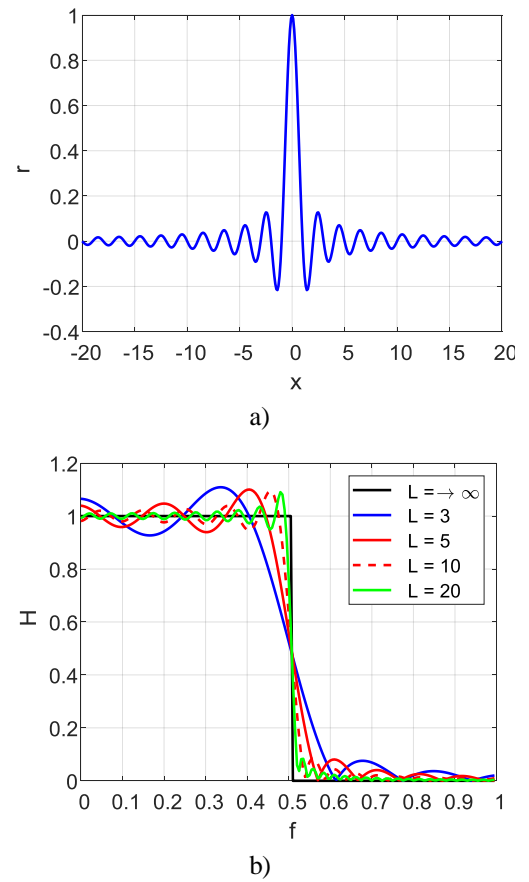 1
0.8
0.6
r
0.4
0.2
0
-0.2
-0.4
-20 -15 -10 -5 0 5 10 15 20
x
a)
1.2
L = → ∞
L = 3
1
L = 5
L = 10
0.8
L = 20
H
0.6
0.4
0.2
0
0 0.1 0.2 0.3 0.4 0.5 0.6 0.7 0.8 0.9 1
f
b)